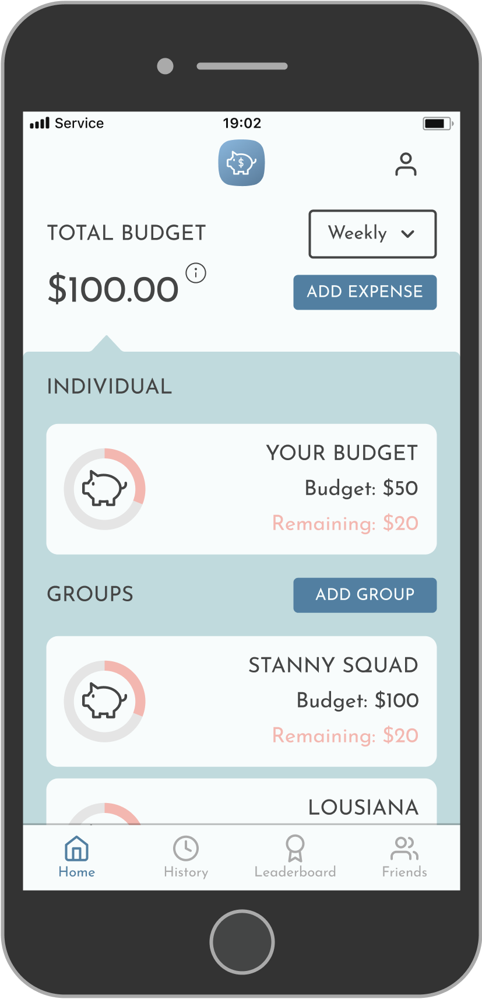 Service 19:02
$
TOTAL BUDGET
Weekly
$100.00 i
ADD EXPENSE
INDIVIDUAL
YOUR BUDGET
Budget: $50
Remaining: $20
GROUPS
ADD GROUP
STANNY SQUAD
Budget: $100
Remaining: $20
LOUSIANA
Home History Leaderboard Friends